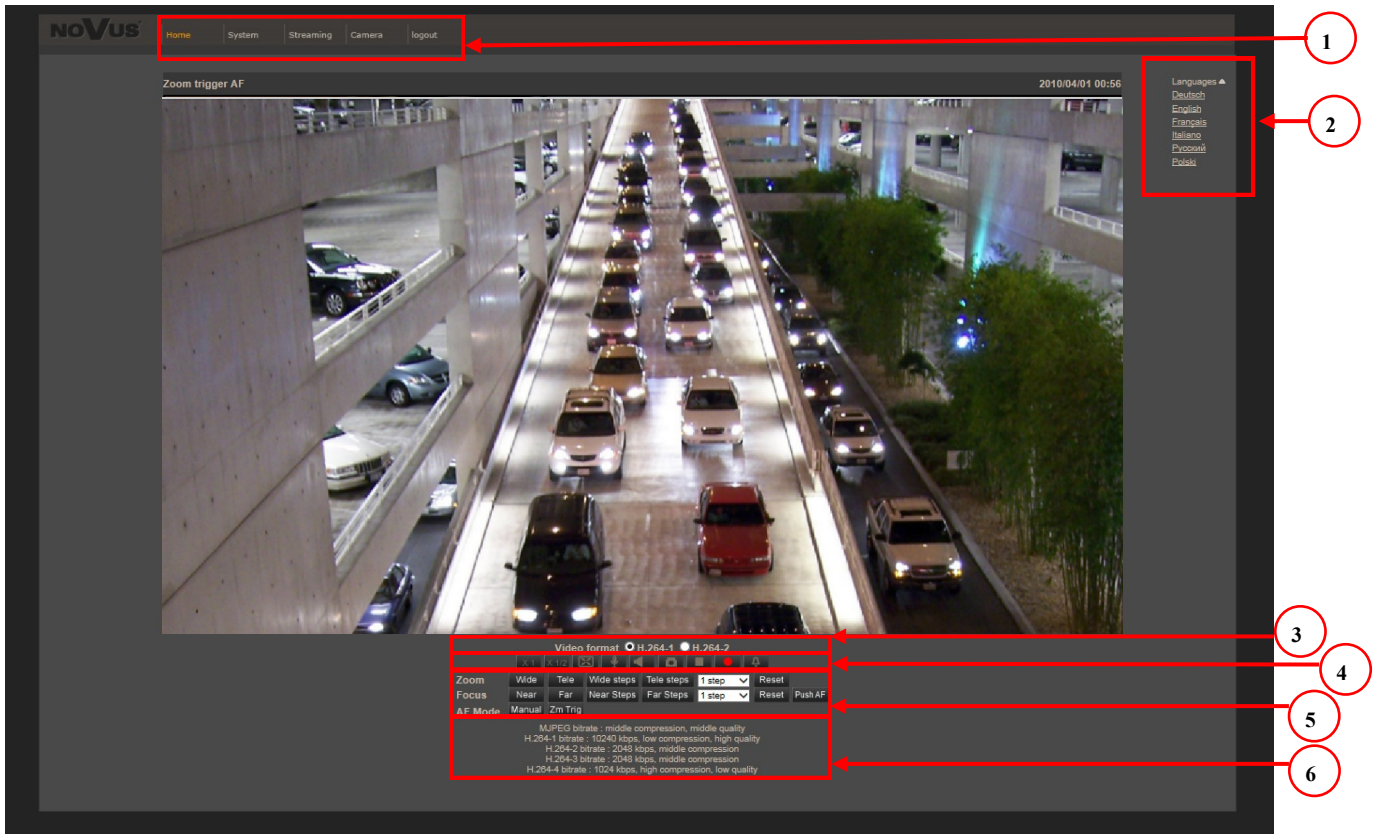 NOVUS
Home System Streaming Camera logout
1
Zoom trigger AF 2010/04/01 00:56
Languages
Deutsch
English
Français
Italiano
Русский
Polski
2
Video format H.264-1 H.264-2
3
X 1 X 1/2
4
Zoom Wide Tele Wide steps Tele steps 1 step Reset
Focus Near Far Near Steps Far Steps 1 step Reset Push AF
AF Mode Manual Zm Trig
5
MJPEG bitrate : middle compression, middle quality
H.264-1 bitrate : 10240 kbps, low compression, high quality
H.264-2 bitrate : 2048 kbps, middle compression
H.264-3 bitrate : 2048 kbps, middle compression
H.264-4 bitrate : 1024 kbps, high compression, low quality
6